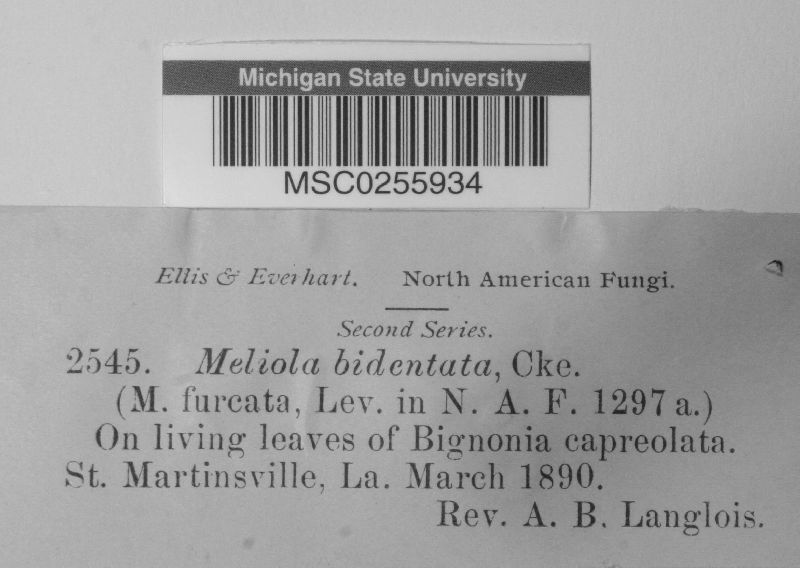 Michigan State University
MSC0255934
Ellis & Everhart. North American Fungi.
Second Series.
2545. Meliola bidentata, Cke.
(M. furcata, Lev. in N. A. F. 1297 a.)
On living leaves of Bignonia capreolata.
St. Martinsville, La. March 1890.
Rev. A. B. Langlois.